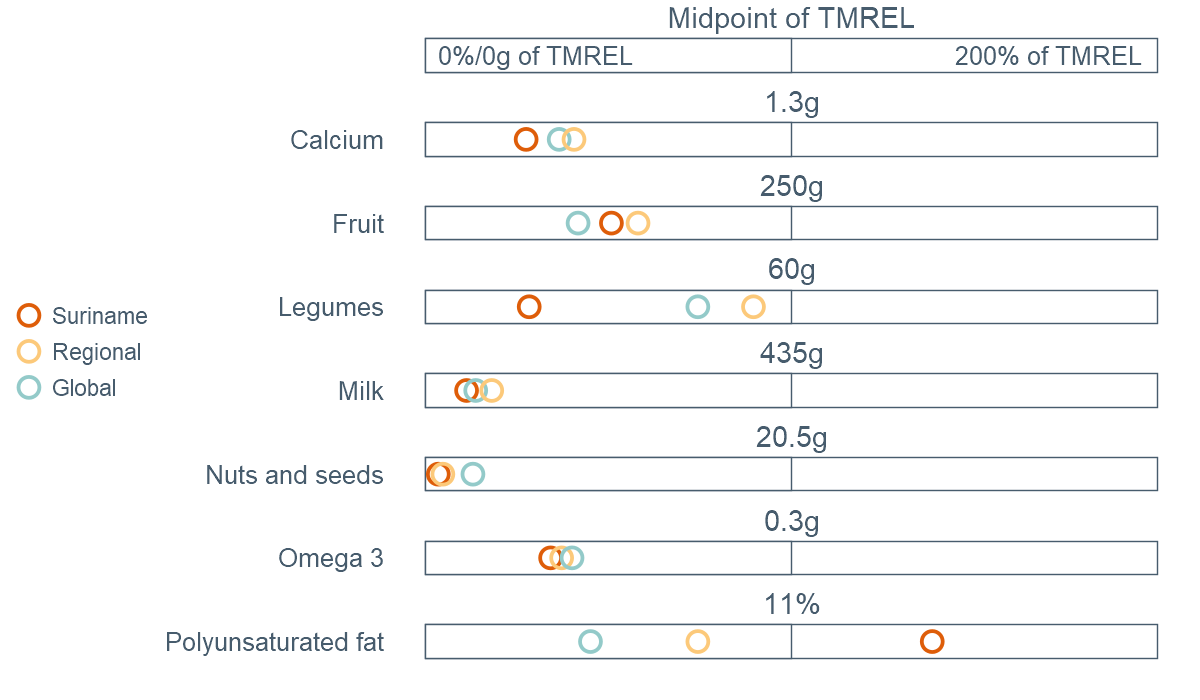 Midpoint of TMREL
0%/0g of TMREL 200% of TMREL
1.3g
Calcium
250g
Fruit
60g
Legumes
435g
Milk
20.5g
Nuts and seeds
0.3g
Omega 3
11%
Polyunsaturated fat
Suriname
Regional
Global